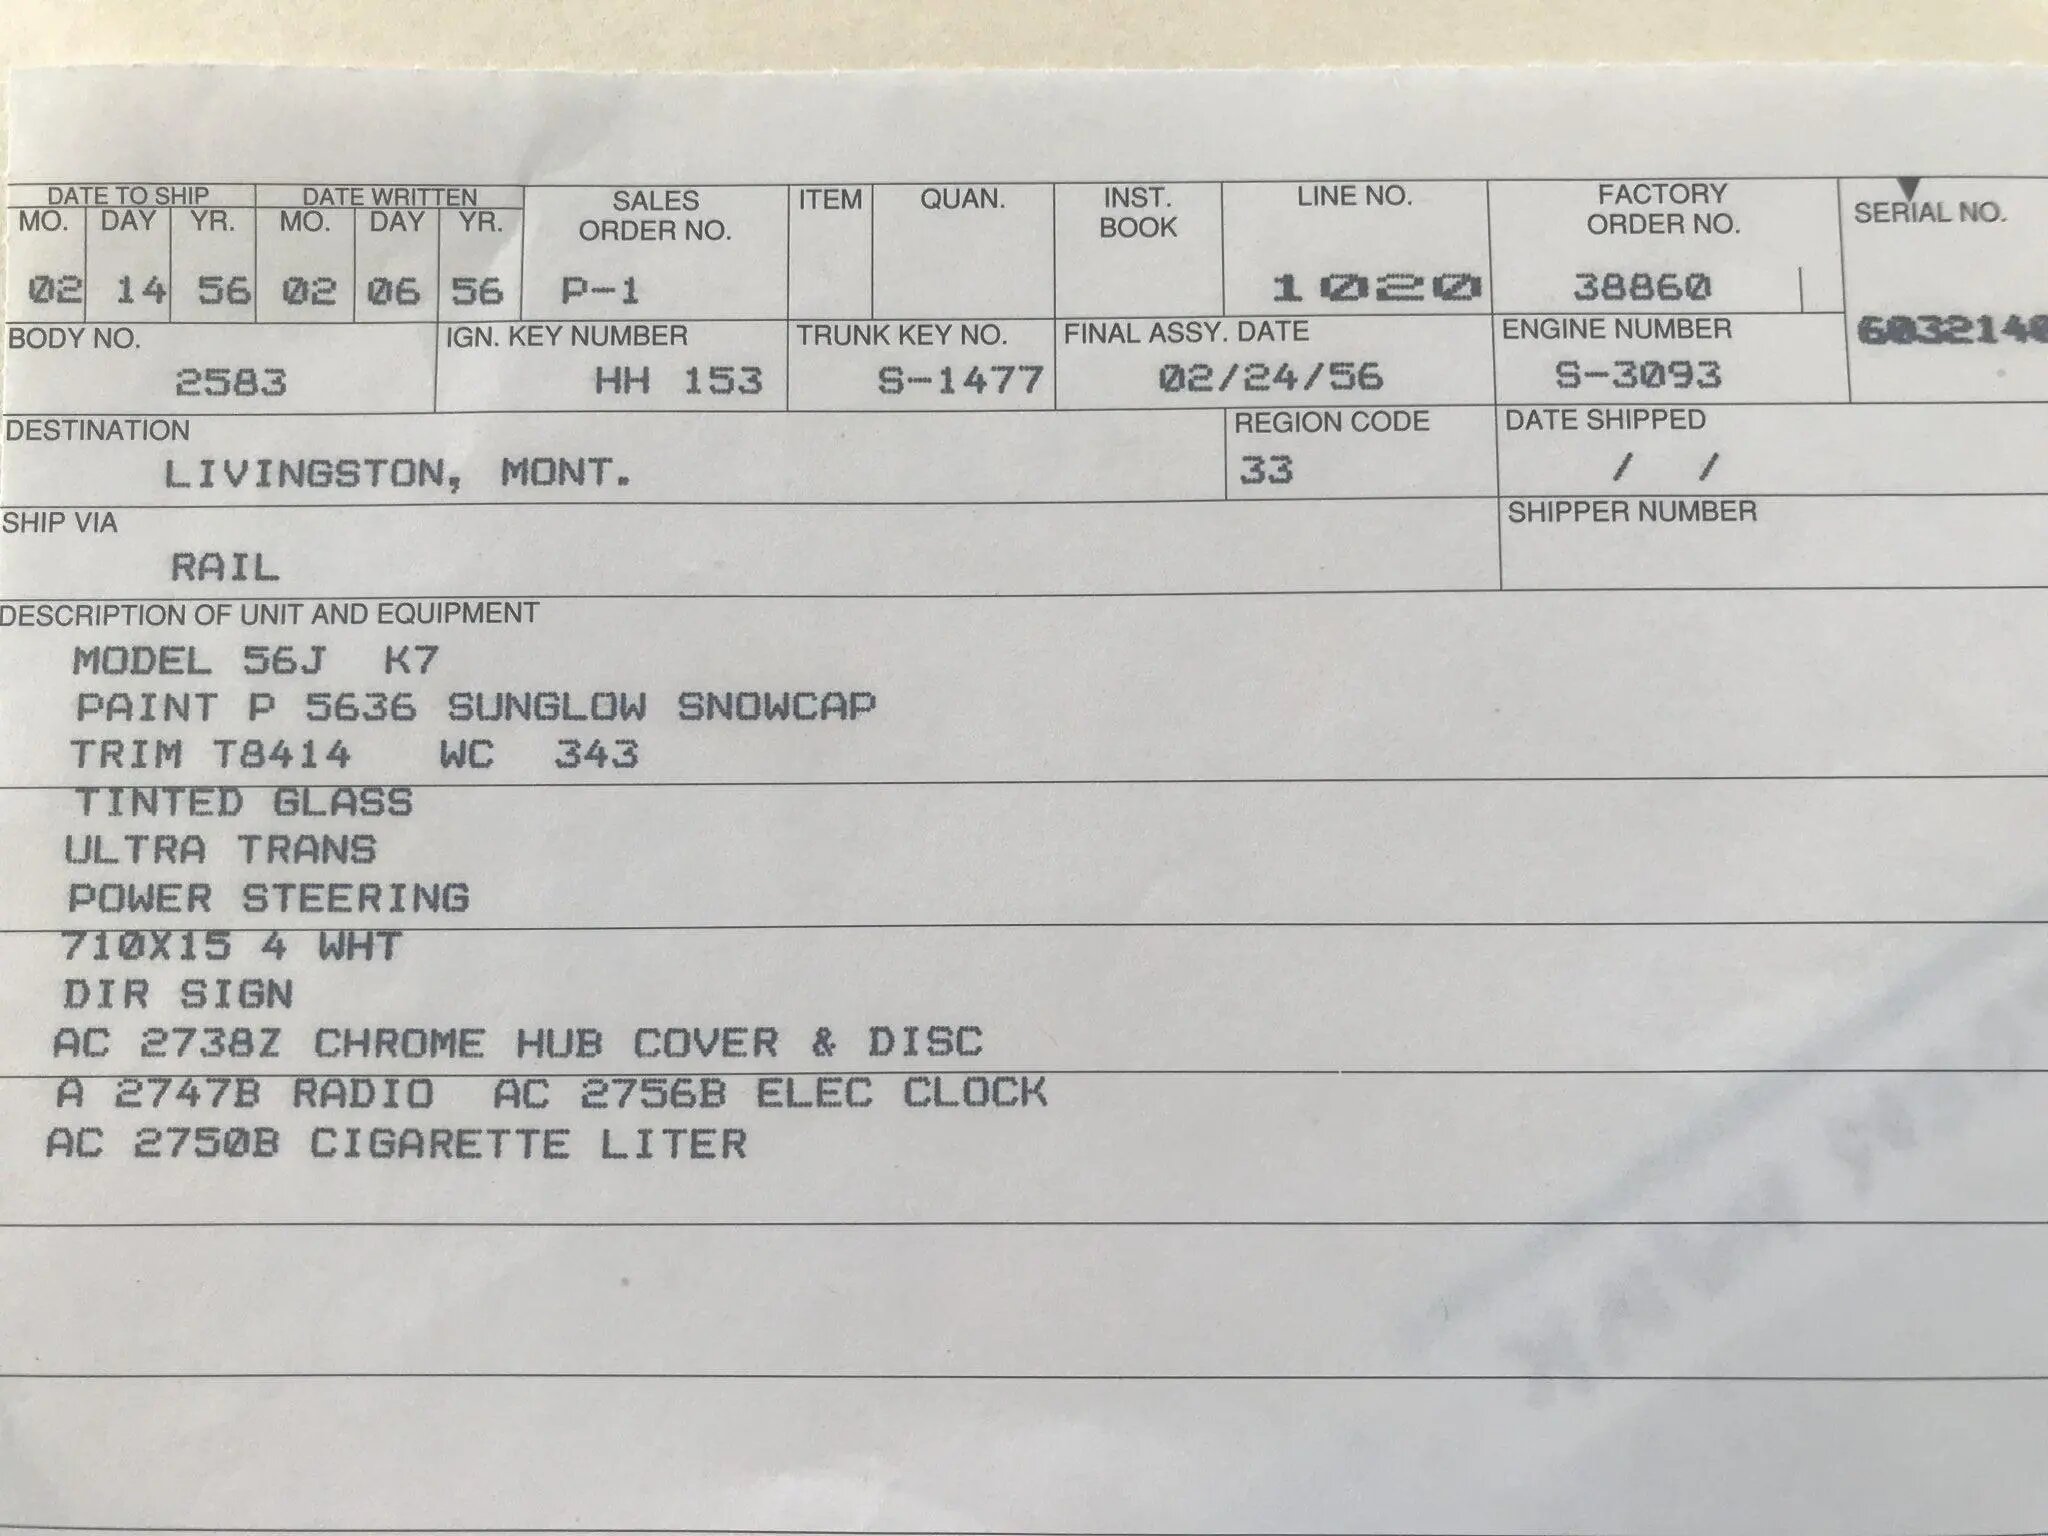 DATE TO SHIP DATE WRITTEN SALES ORDER NO. ITEM QUAN. INST. BOOK LINE NO. FACTORY ORDER NO. SERIAL NO.
MO. DAY YR. MO. DAY YR.
02 14 56 02 06 56 P-1 1020 38860
6032140
BODY NO. IGN. KEY NUMBER TRUNK KEY NO. FINAL ASSY. DATE ENGINE NUMBER
2583 HH 153 S-1477 02/24/56 S-3093
DESTINATION REGION CODE DATE SHIPPED
LIVINGSTON, MONT. 33 / /
SHIP VIA SHIPPER NUMBER
RAIL
DESCRIPTION OF UNIT AND EQUIPMENT
MODEL 56J K7
PAINT P 5636 SUNGLOW SNOWCAP
TRIM T8414 WC 343
TINTED GLASS
ULTRA TRANS
POWER STEERING
710X15 4 WHT
DIR SIGN
AC 2738Z CHROME HUB COVER & DISC
A 2747B RADIO AC 2756B ELEC CLOCK
AC 2750B CIGARETTE LITER